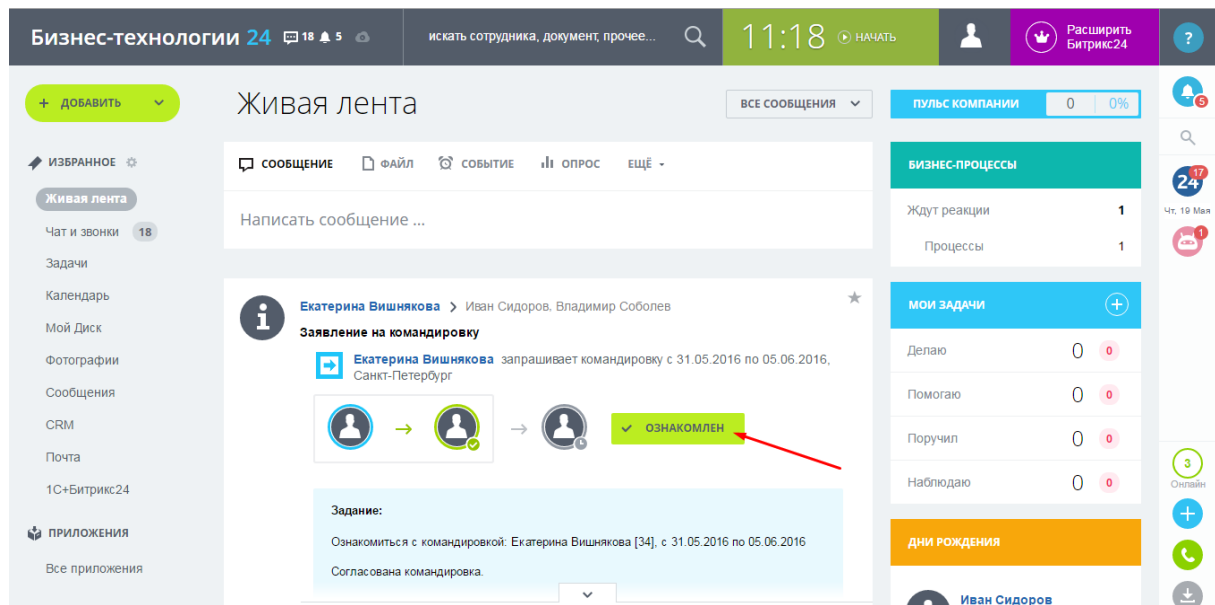 Бизнес-технологии 24 18 5
искать сотрудника, документ, прочее...
11:18 НАЧАТЬ
Расширить
Битрикс24
?
+ ДОБАВИТЬ
ИЗБРАННОЕ
Живая лента
Чат и звонки 18
Задачи
Календарь
Мой Диск
Фотографии
Сообщения
CRM
Почта
1С+Битрикс24
ПРИЛОЖЕНИЯ
Все приложения
Живая лента
ВСЕ СООБЩЕНИЯ
СООБЩЕНИЕ ФАЙЛ СОБЫТИЕ ОПРОС ЕЩЁ
Написать сообщение ...
Екатерина Вишнякова > Иван Сидоров, Владимир Соболев
Заявление на командировку
Екатерина Вишнякова запрашивает командировку с 31.05.2016 по 05.06.2016,
Санкт-Петербург
ОЗНАКОМЛЕН
Задание:
Ознакомиться с командировкой: Екатерина Вишнякова [34], с 31.05.2016 по 05.06.2016
Согласована командировка.
ПУЛЬС КОМПАНИИ 0 0%
БИЗНЕС-ПРОЦЕССЫ
Ждут реакции 1
Процессы 1
МОИ ЗАДАЧИ
Делаю 0 0
Помогаю 0 0
Поручил 0 0
Наблюдаю 0 0
ДНИ РОЖДЕНИЯ
Иван Сидоров
5
24 17
Чт, 19 Мая
1
3
Онлайн